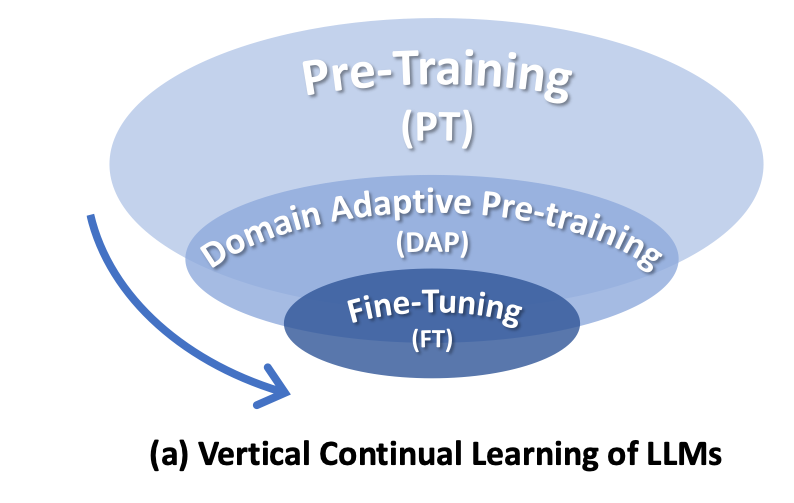 Pre-Training
(PT)
Domain Adaptive Pre-training
(DAP)
Fine-Tuning
(FT)
(a) Vertical Continual Learning of LLMs